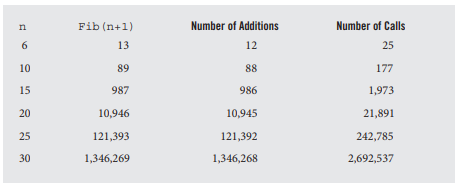 n Fib(n+1) Number of Additions Number of Calls
6 13 12 25
10 89 88 177
15 987 986 1,973
20 10,946 10,945 21,891
25 121,393 121,392 242,785
30 1,346,269 1,346,268 2,692,537